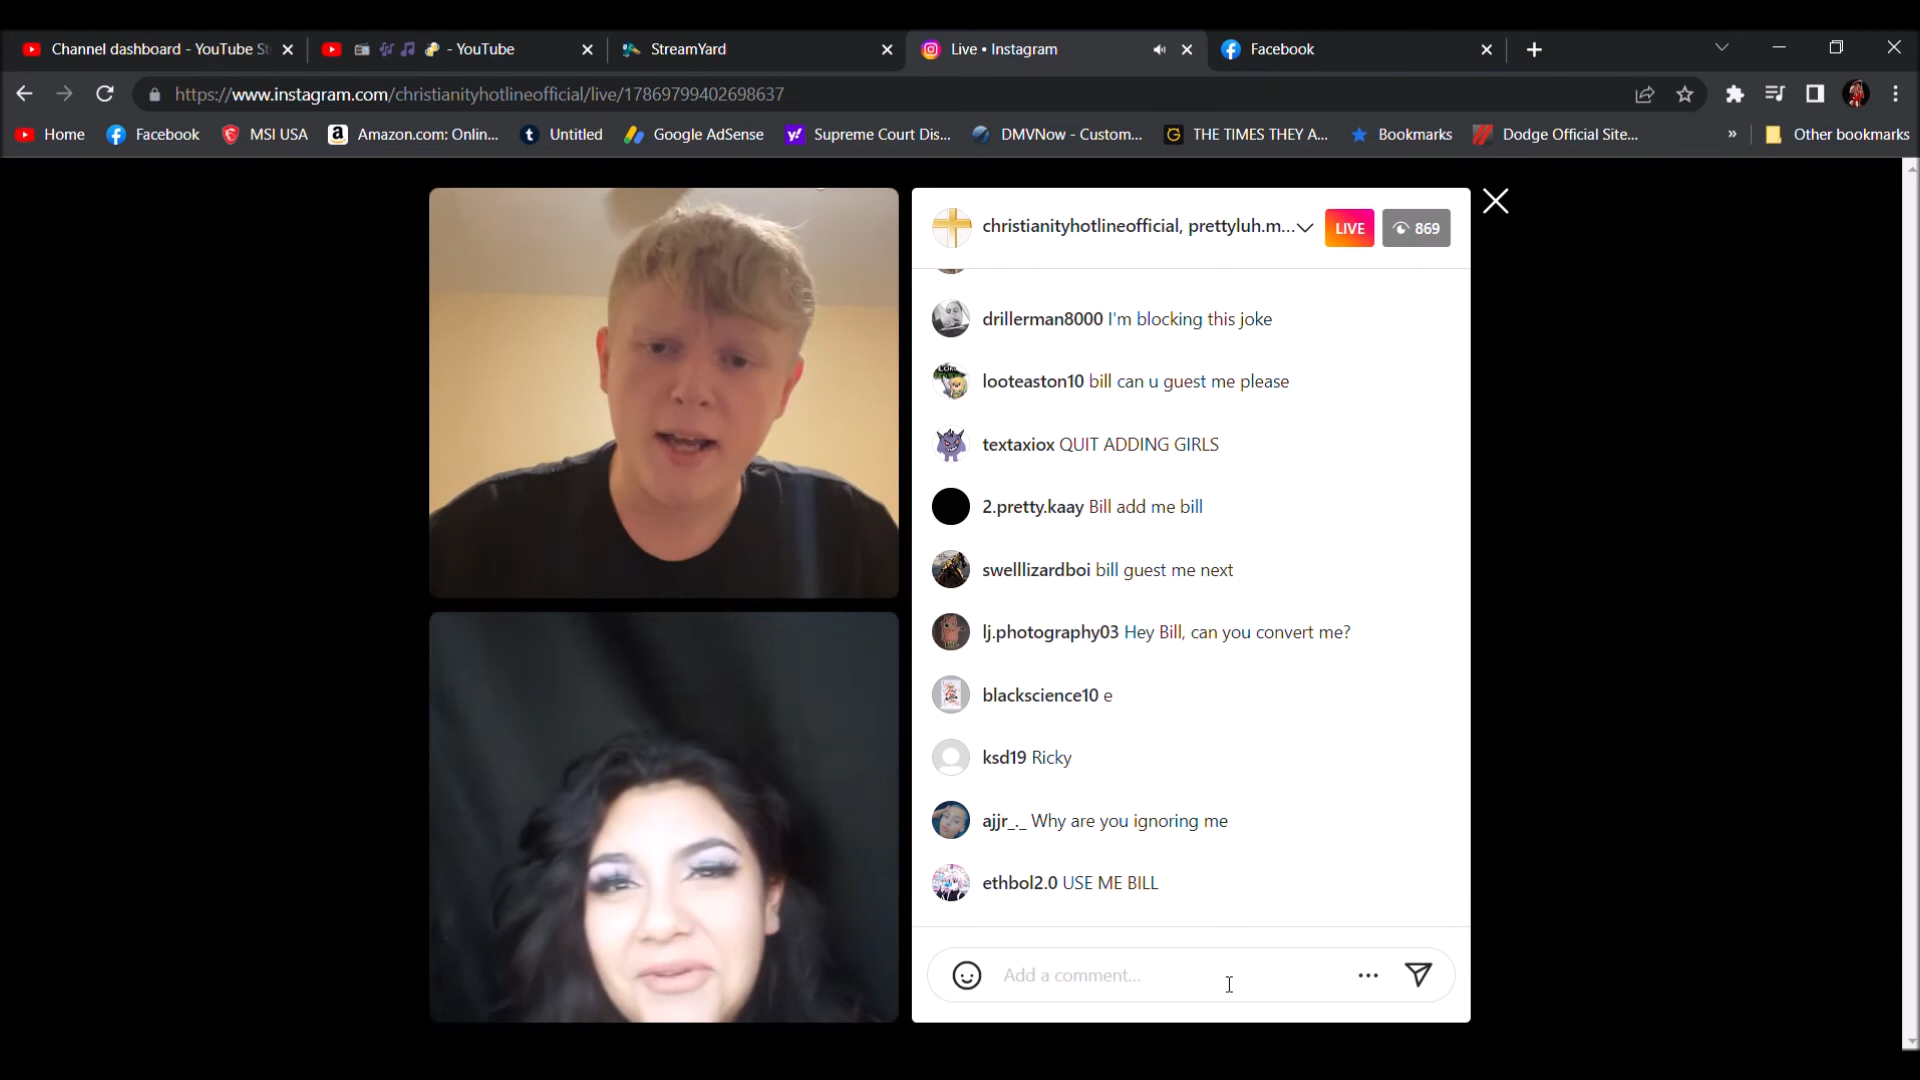 Channel dashboard - YouTube St
- YouTube
StreamYard
Live • Instagram
Facebook
https://www.instagram.com/christianityhotlineofficial/live/17869799402698637
Home
Facebook
MSI USA
Amazon.com: Onlin...
Untitled
Google AdSense
Supreme Court Dis...
DMVNow - Custom...
THE TIMES THEY A...
Bookmarks
Dodge Official Site...
»
Other bookmarks
christianityhotlineofficial, prettyluh.m...
LIVE
869
drillerman8000 I'm blocking this joke
looteaston10 bill can u guest me please
textaxiox QUIT ADDING GIRLS
2.pretty.kaay Bill add me bill
swelllizardboi bill guest me next
lj.photography03 Hey Bill, can you convert me?
blackscience10 e
ksd19 Ricky
ajjr_._ Why are you ignoring me
ethbol2.0 USE ME BILL
Add a comment...